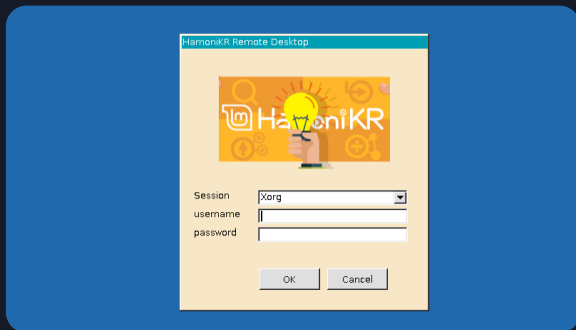 HamoniKR Remote Desktop
HamoniKR
Session
Xorg
username
password
OK
Cancel